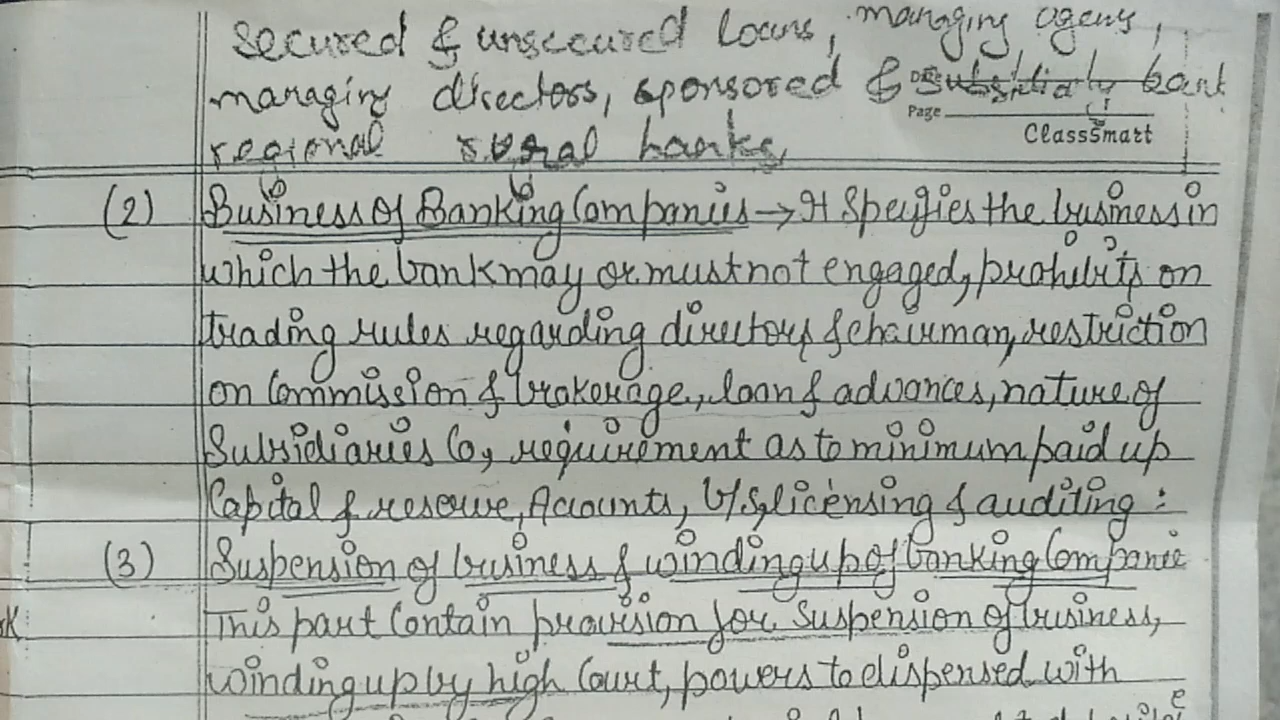 secured & unsecured loans, managing agens,
managing directors, sponsored & Subsidiary bank
Page
ClassSmart
regional rural banks,
(2) Business of Banking Companies → It Specifies the business in
which the bank may or must not engaged, prohibits on
trading rules regarding directors & chairman, restriction
on Commission & brokerage, loan & advances, nature of
Subsidiaries Co, requirement as to minimum paid up
Capital & reserve, Accounts, B/S, licensing & auditing :
(3) Suspension of business & winding up of banking Companie
This part Contain provision for Suspension of business,
winding up by high Court, powers to dispensed with